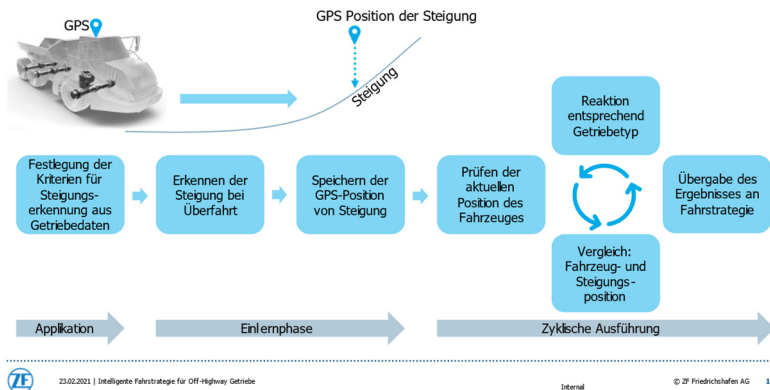 GPS
GPS Position der Steigung
Steigung
Festlegung der
Kriterien für
Steigungs-
erkennung aus
Getriebedaten
Erkennen der
Steigung bei
Überfahrt
Speichern der
GPS-Position
von Steigung
Prüfen der
aktuellen
Position des
Fahrzeuges
Reaktion
entsprechend
Getriebetyp
Übergabe des
Ergebnisses an
Fahrstrategie
Vergleich:
Fahrzeug- und
Steigungs-
position
Applikation
Einlernphase
Zyklische Ausführung
ZF
23.02.2021 | Intelligente Fahrstrategie für Off-Highway Getriebe
Internal
© ZF Friedrichshafen AG 1